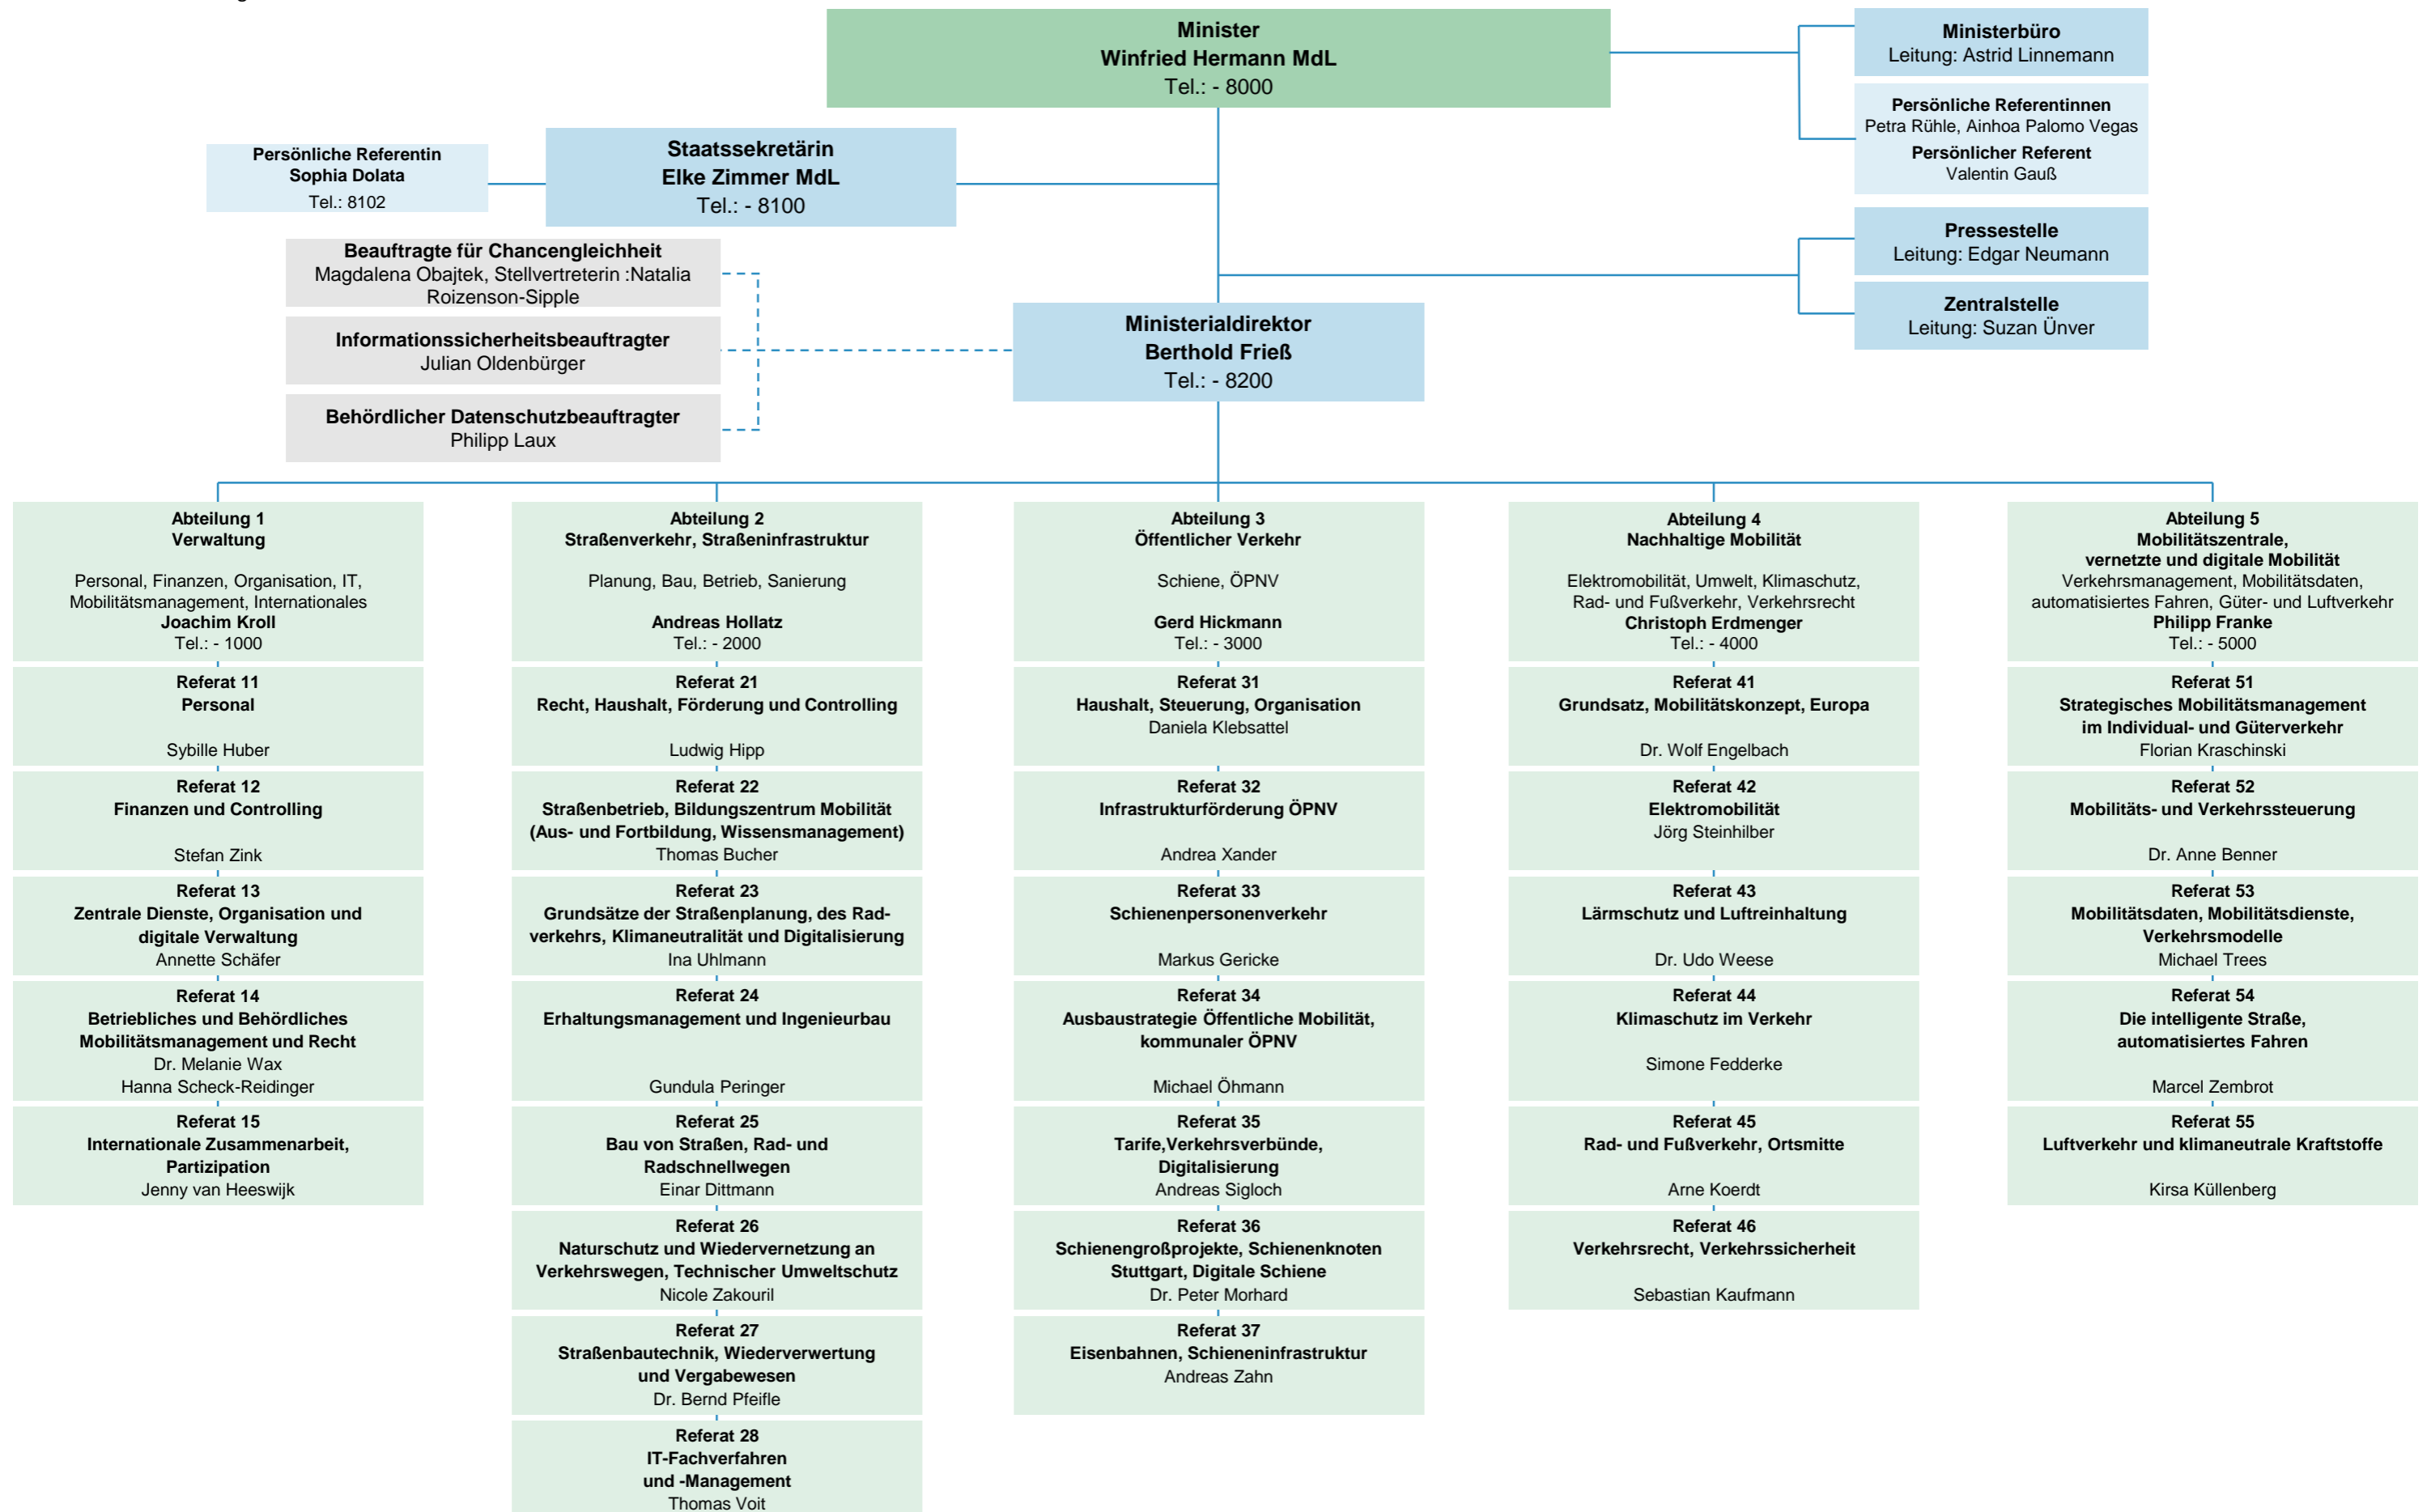 Minister
Winfried Hermann MdL
Tel.: - 8000
Ministerbüro
Leitung: Astrid Linnemann
Persönliche Referentinnen
Petra Rühle, Ainhoa Palomo Vegas
Persönlicher Referent
Valentin Gauß
Persönliche Referentin
Sophia Dolata
Tel.: 8102
Staatssekretärin
Elke Zimmer MdL
Tel.: - 8100
Pressestelle
Leitung: Edgar Neumann
Zentralstelle
Leitung: Suzan Ünver
Beauftragte für Chancengleichheit
Magdalena Obajtek, Stellvertreterin :Natalia
Roizenson-Sipple
Informationssicherheitsbeauftragter
Julian Oldenbürger
Behördlicher Datenschutzbeauftragter
Philipp Laux
Ministerialdirektor
Berthold Frieß
Tel.: - 8200
Abteilung 1
Verwaltung
Personal, Finanzen, Organisation, IT,
Mobilitätsmanagement, Internationales
Joachim Kroll
Tel.: - 1000
Referat 11
Personal
Sybille Huber
Referat 12
Finanzen und Controlling
Stefan Zink
Referat 13
Zentrale Dienste, Organisation und
digitale Verwaltung
Annette Schäfer
Referat 14
Betriebliches und Behördliches
Mobilitätsmanagement und Recht
Dr. Melanie Wax
Hanna Scheck-Reidinger
Referat 15
Internationale Zusammenarbeit,
Partizipation
Jenny van Heeswijk
Abteilung 2
Straßenverkehr, Straßeninfrastruktur
Planung, Bau, Betrieb, Sanierung
Andreas Hollatz
Tel.: - 2000
Referat 21
Recht, Haushalt, Förderung und Controlling
Ludwig Hipp
Referat 22
Straßenbetrieb, Bildungszentrum Mobilität
(Aus- und Fortbildung, Wissensmanagement)
Thomas Bucher
Referat 23
Grundsätze der Straßenplanung, des Rad-
verkehrs, Klimaneutralität und Digitalisierung
Ina Uhlmann
Referat 24
Erhaltungsmanagement und Ingenieurbau
Gundula Peringer
Referat 25
Bau von Straßen, Rad- und
Radschnellwegen
Einar Dittmann
Referat 26
Naturschutz und Wiedervernetzung an
Verkehrswegen, Technischer Umweltschutz
Nicole Zakouril
Referat 27
Straßenbautechnik, Wiederverwertung
und Vergabewesen
Dr. Bernd Pfeifle
Referat 28
IT-Fachverfahren
und -Management
Thomas Voit
Abteilung 3
Öffentlicher Verkehr
Schiene, ÖPNV
Gerd Hickmann
Tel.: - 3000
Referat 31
Haushalt, Steuerung, Organisation
Daniela Klebsattel
Referat 32
Infrastrukturförderung ÖPNV
Andrea Xander
Referat 33
Schienenpersonenverkehr
Markus Gericke
Referat 34
Ausbaustrategie Öffentliche Mobilität,
kommunaler ÖPNV
Michael Öhmann
Referat 35
Tarife,Verkehrsverbünde,
Digitalisierung
Andreas Sigloch
Referat 36
Schienengroßprojekte, Schienenknoten
Stuttgart, Digitale Schiene
Dr. Peter Morhard
Referat 37
Eisenbahnen, Schieneninfrastruktur
Andreas Zahn
Abteilung 4
Nachhaltige Mobilität
Elektromobilität, Umwelt, Klimaschutz,
Rad- und Fußverkehr, Verkehrsrecht
Christoph Erdmenger
Tel.: - 4000
Referat 41
Grundsatz, Mobilitätskonzept, Europa
Dr. Wolf Engelbach
Referat 42
Elektromobilität
Jörg Steinhilber
Referat 43
Lärmschutz und Luftreinhaltung
Dr. Udo Weese
Referat 44
Klimaschutz im Verkehr
Simone Fedderke
Referat 45
Rad- und Fußverkehr, Ortsmitte
Arne Koerdt
Referat 46
Verkehrsrecht, Verkehrssicherheit
Sebastian Kaufmann
Abteilung 5
Mobilitätszentrale,
vernetzte und digitale Mobilität
Verkehrsmanagement, Mobilitätsdaten,
automatisiertes Fahren, Güter- und Luftverkehr
Philipp Franke
Tel.: - 5000
Referat 51
Strategisches Mobilitätsmanagement
im Individual- und Güterverkehr
Florian Kraschinski
Referat 52
Mobilitäts- und Verkehrssteuerung
Dr. Anne Benner
Referat 53
Mobilitätsdaten, Mobilitätsdienste,
Verkehrsmodelle
Michael Trees
Referat 54
Die intelligente Straße,
automatisiertes Fahren
Marcel Zembrot
Referat 55
Luftverkehr und klimaneutrale Kraftstoffe
Kirsa Küllenberg